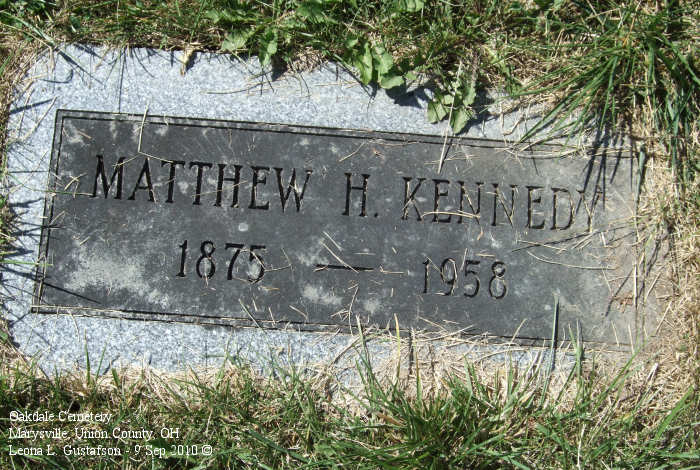 MATTHEW H. KENNEDY
1875 — 1958
Oakdale Cemetery
Marysville, Union County, OH
Leona L. Gustafson - 9 Sep 2010 ©